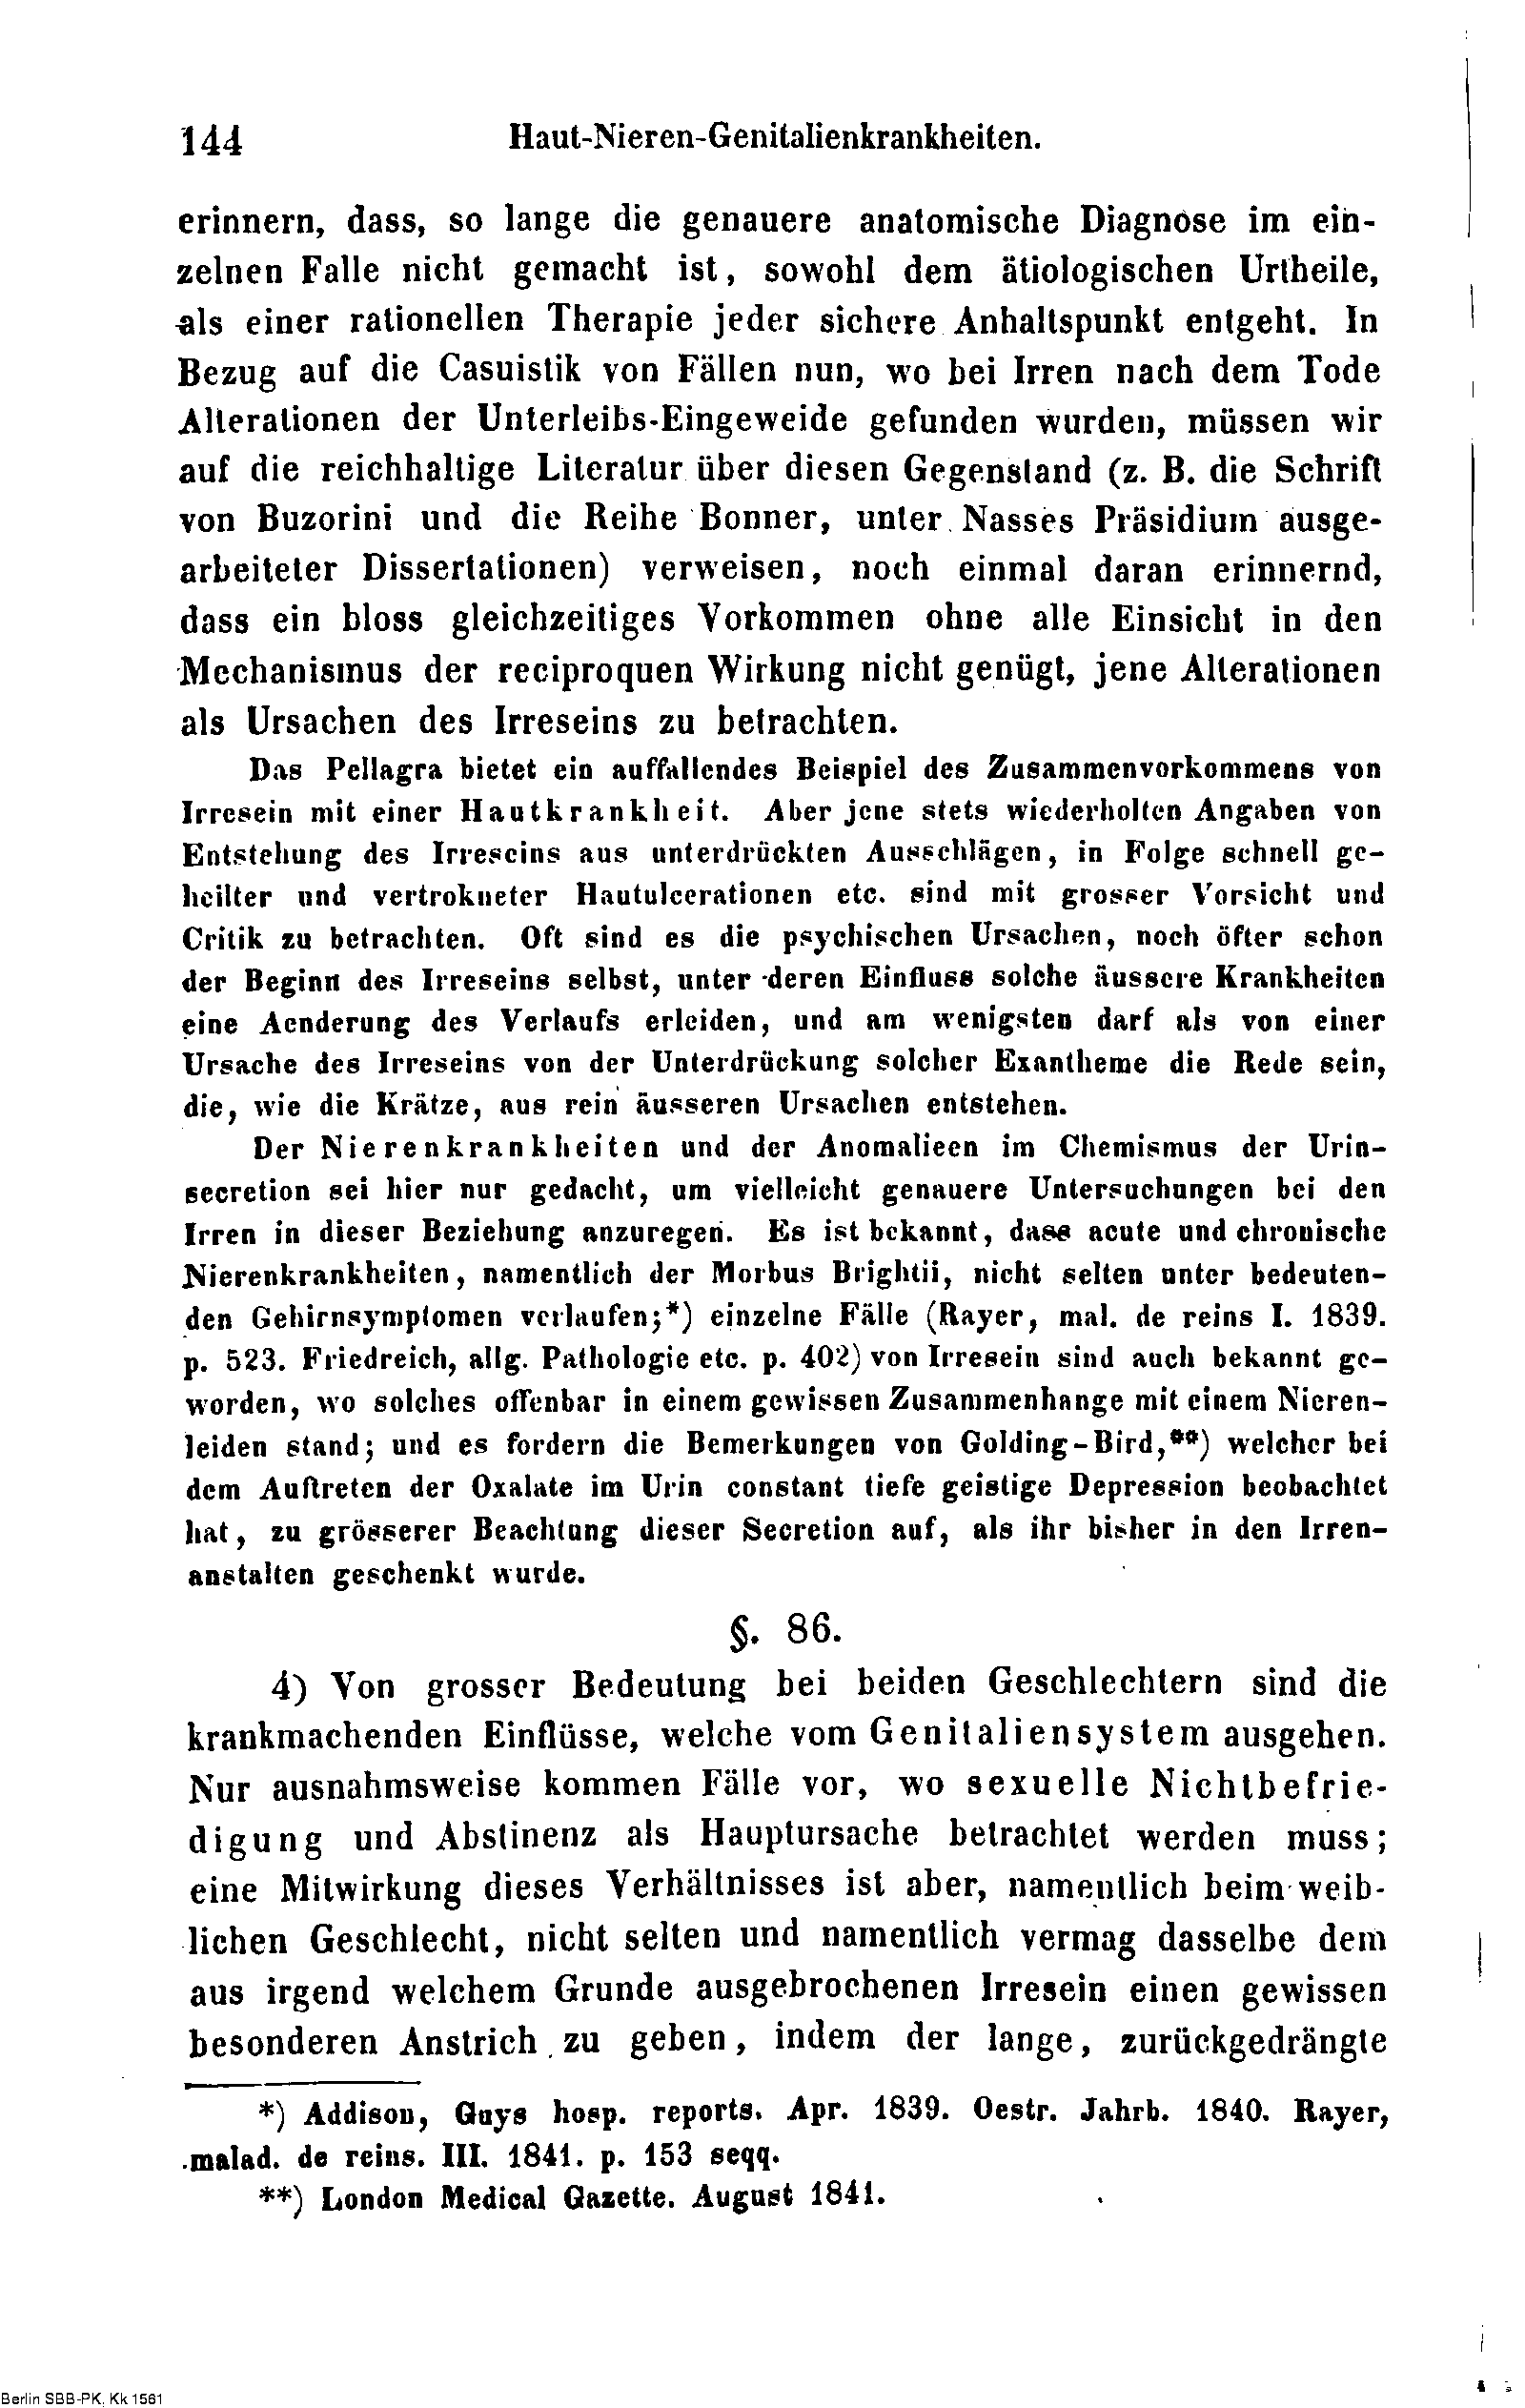 144 Haut-Nieren-Genitalienkrankheiten.
erinnern, dass, so lange die genauere anatomische Diagnose im ein-
zelnen Falle nicht gemacht ist, sowohl dem ätiologischen Urtheile,
als einer rationellen Therapie jeder sichere Anhaltspunkt entgeht. In
Bezug auf die Casuistik von Fällen nun, wo bei Irren nach dem Tode
Alterationen der Unterleibs-Eingeweide gefunden wurden, müssen wir
auf die reichhaltige Literatur über diesen Gegenstand (z. B. die Schrift
von Buzorini und die Reihe Bonner, unter Nasses Präsidium ausge-
arbeiteter Dissertationen) verweisen, noch einmal daran erinnernd,
dass ein bloss gleichzeitiges Vorkommen ohne alle Einsicht in den
Mechanismus der reciproquen Wirkung nicht genügt, jene Alterationen
als Ursachen des Irreseins zu betrachten.
Das Pellagra bietet ein auffallendes Beispiel des Zusammenvorkommens von
Irresein mit einer Hautkrankheit. Aber jene stets wiederholten Angaben von
Entstehung des Irreseins aus unterdrückten Ausschlägen, in Folge schnell ge-
heilter und vertrokneter Hautulcerationen etc. sind mit grosser Vorsicht und
Critik zu betrachten. Oft sind es die psychischen Ursachen, noch öfter schon
der Beginn des Irreseins selbst, unter deren Einfluss solche äussere Krankheiten
eine Aenderung des Verlaufs erleiden, und am wenigsten darf als von einer
Ursache des Irreseins von der Unterdrückung solcher Exantheme die Rede sein,
die, wie die Krätze, aus rein äusseren Ursachen entstehen.
Der Nierenkrankheiten und der Anomalieen im Chemismus der Urin-
secretion sei hier nur gedacht, um vielleicht genauere Untersuchungen bei den
Irren in dieser Beziehung anzuregen. Es ist bekannt, dass acute und chronische
Nierenkrankheiten, namentlich der Morbus Brightii, nicht selten unter bedeuten-
den Gehirnsymptomen verlaufen;*) einzelne Fälle (Rayer, mal. de reins I. 1839.
p. 523. Friedreich, allg. Pathologie etc. p. 402) von Irresein sind auch bekannt ge-
worden, wo solches offenbar in einem gewissen Zusammenhange mit einem Nieren-
leiden stand; und es fordern die Bemerkungen von Golding-Bird,**) welcher bei
dem Auftreten der Oxalate im Urin constant tiefe geistige Depression beobachtet
hat, zu grösserer Beachtung dieser Secretion auf, als ihr bisher in den Irren-
anstalten geschenkt wurde.
§. 86.
4) Von grosser Bedeutung bei beiden Geschlechtern sind die
krankmachenden Einflüsse, welche vom Genitaliensystem ausgehen.
Nur ausnahmsweise kommen Fälle vor, wo sexuelle Nichtbefrie-
digung und Abstinenz als Hauptursache betrachtet werden muss;
eine Mitwirkung dieses Verhältnisses ist aber, namentlich beim weib-
lichen Geschlecht, nicht selten und namentlich vermag dasselbe dem
aus irgend welchem Grunde ausgebrochenen Irresein einen gewissen
besonderen Anstrich zu geben, indem der lange, zurückgedrängte
*) Addison, Guys hosp. reports. Apr. 1839. Oestr. Jahrb. 1840. Rayer,
malad. de reins. III. 1841. p. 153 seqq.
**) London Medical Gazette. August 1841.
Berlin SBB-PK, Kk 1561